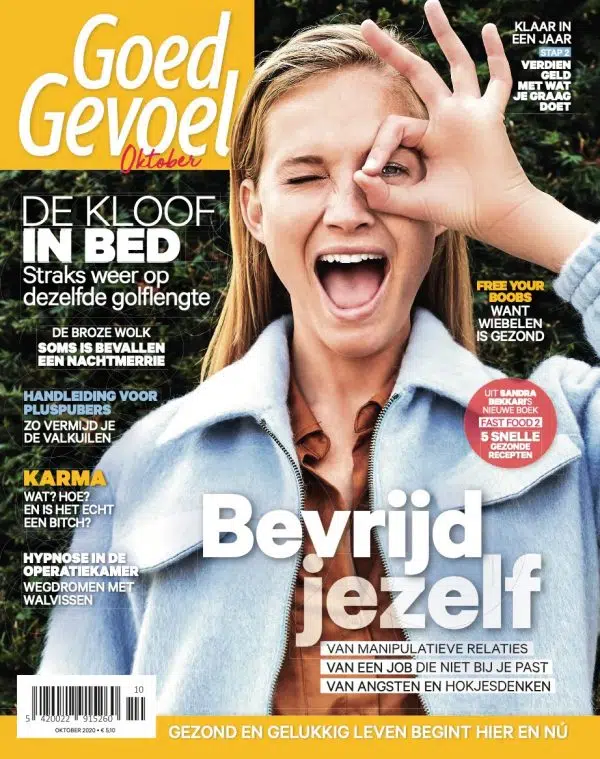 Goed
Gevoel
Oktober
KLAAR IN
EEN JAAR
STAP 2
VERDIEN
GELD
MET WAT
JE GRAAG
DOET
DE KLOOF
IN BED
Straks weer op
dezelfde golflengte
DE BROZE WOLK
SOMS IS BEVALLEN
EEN NACHTMERRIE
HANDLEIDING VOOR
PLUSPUBERS
ZO VERMIJD JE
DE VALKUILEN
KARMA
WAT? HOE?
EN IS HET ECHT
EEN BITCH?
HYPNOSE IN DE
OPERATIEKAMER
WEGDROMEN MET
WALVISSEN
FREE YOUR
BOOBS
WANT
WIEBELEN
IS GEZOND
UIT SANDRA
BEKKARI'S
NIEUWE BOEK
FAST FOOD 2
5 SNELLE
GEZONDE
RECEPTEN
Bevrijd
jezelf
VAN MANIPULATIEVE RELATIES
VAN EEN JOB DIE NIET BIJ JE PAST
VAN ANGSTEN EN HOKJESDENKEN
10
5 420022 915260
OKTOBER 2020 • € 5,10
GEZOND EN GELUKKIG LEVEN BEGINT HIER EN NÚ